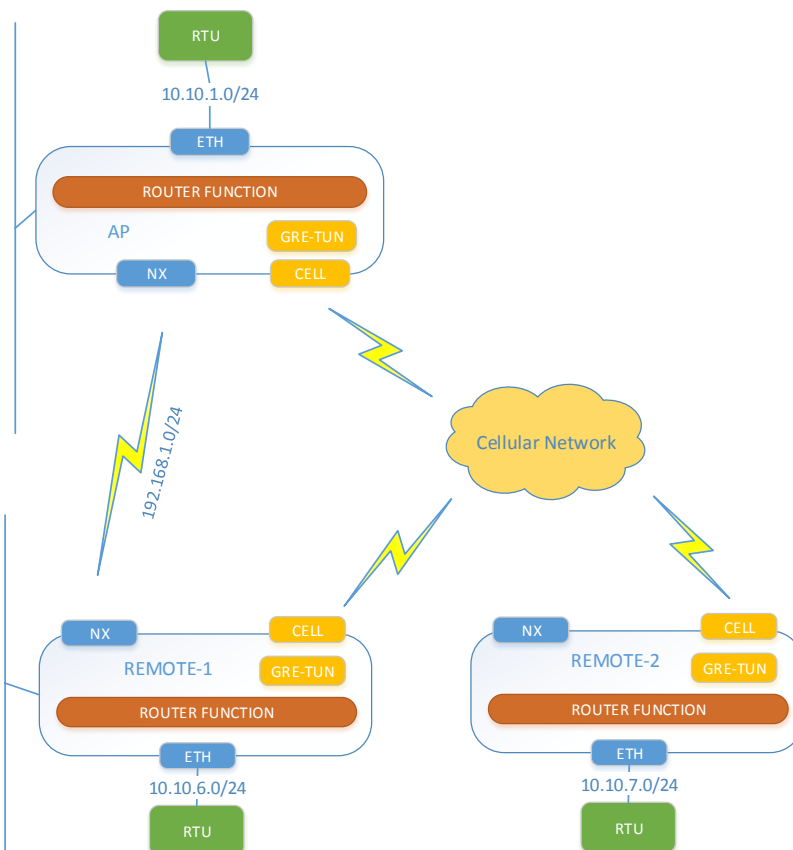 RTU
10.10.1.0/24
ETH
ROUTER FUNCTION
AP
GRE-TUN
NX
CELL
192.168.1.0/24
Cellular Network
NX
CELL
REMOTE-1
GRE-TUN
ROUTER FUNCTION
ETH
10.10.6.0/24
RTU
NX
CELL
REMOTE-2
GRE-TUN
ROUTER FUNCTION
ETH
10.10.7.0/24
RTU